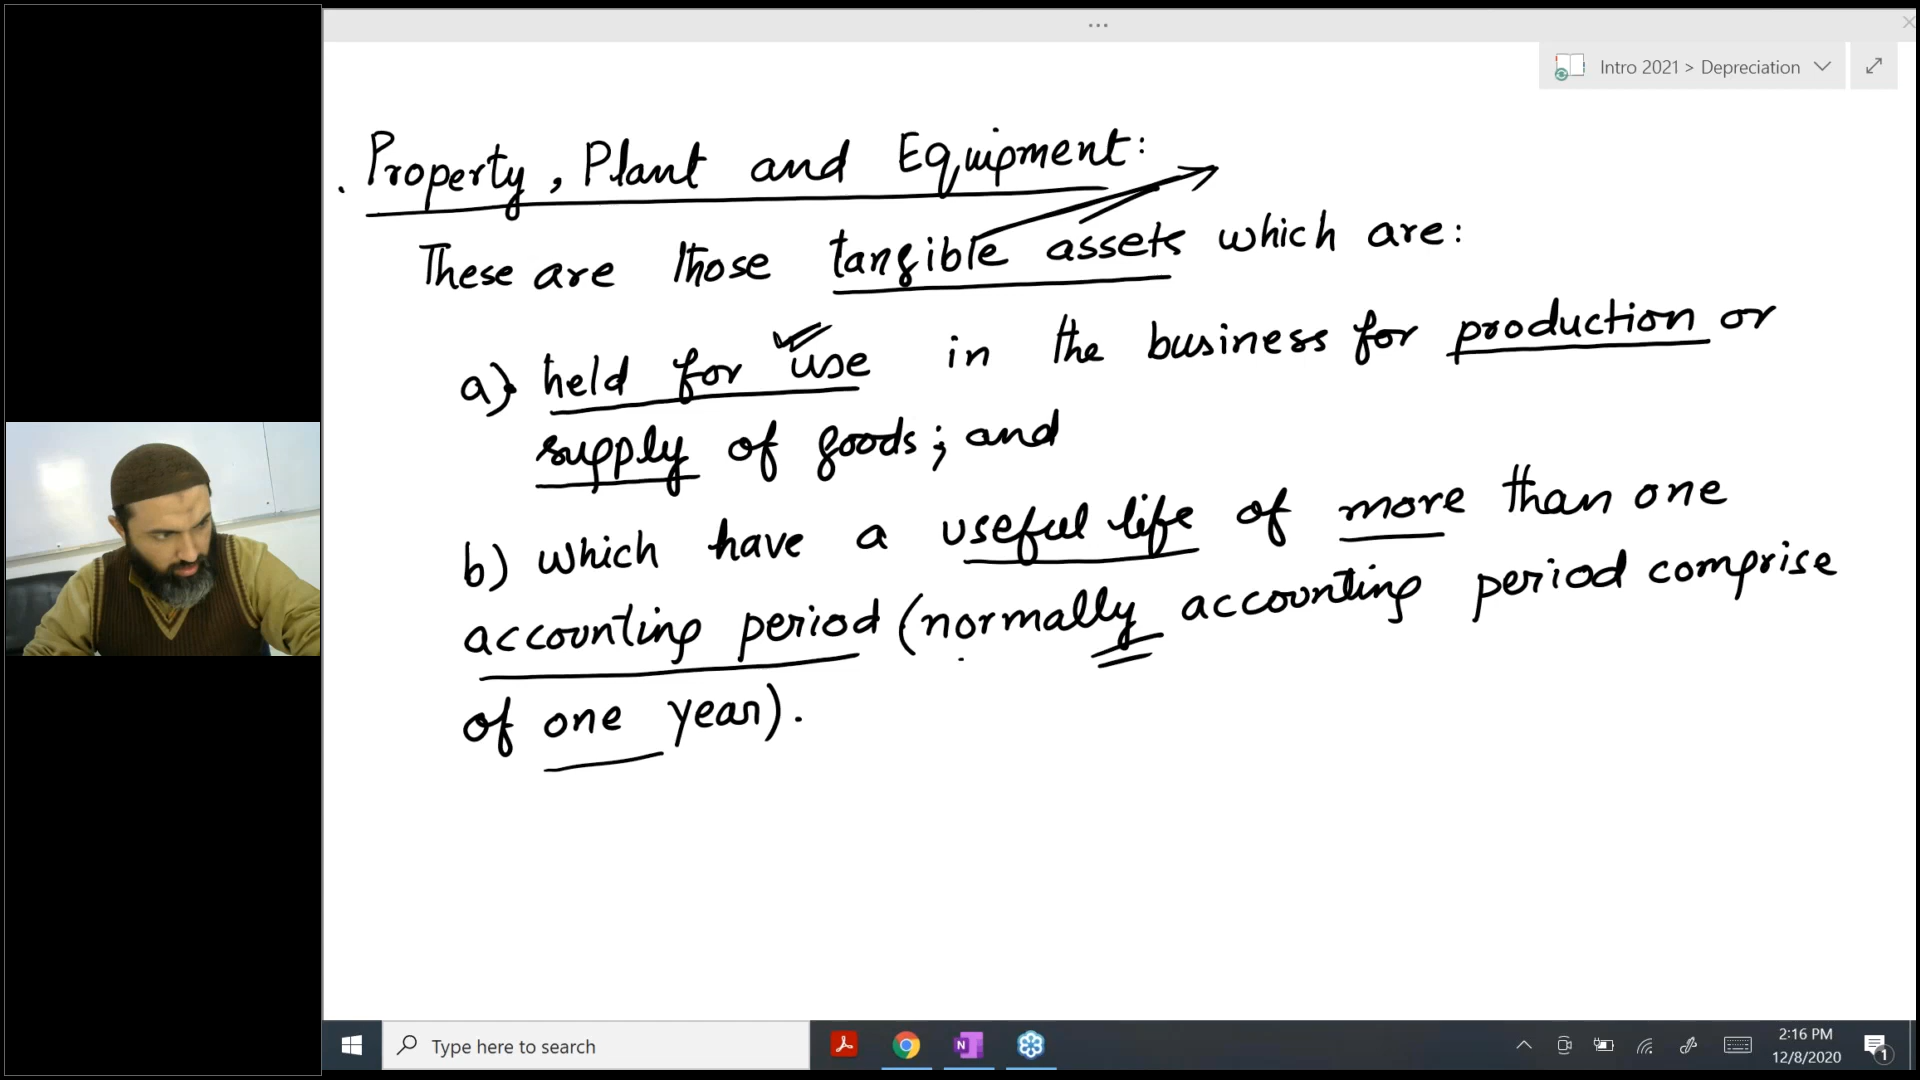 ...
Intro 2021 > Depreciation
Property, Plant and Equipment:
These are those tangible assets which are:
a) held for use in the business for production or
supply of goods; and
b) which have a useful life of more than one
accounting period (normally accounting period comprise
of one year).
Type here to search
N
2:16 PM
12/8/2020
1